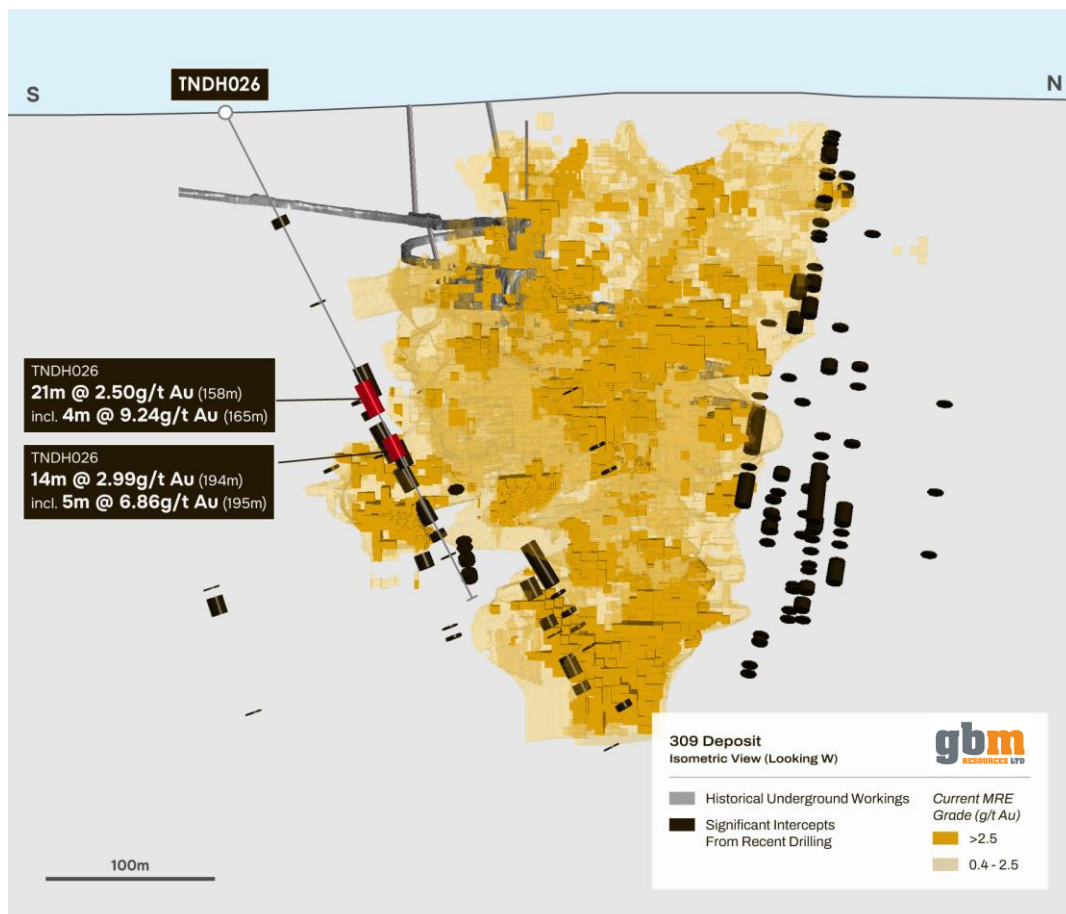 TNDH026
S
N
TNDH026
21m @ 2.50g/t Au (158m)
incl. 4m @ 9.24g/t Au (165m)
TNDH026
14m @ 2.99g/t Au (194m)
incl. 5m @ 6.86g/t Au (195m)
309 Deposit
Isometric View (Looking W)
gbm
RESOURCES LTD
Historical Underground Workings
Significant Intercepts
From Recent Drilling
Current MRE
Grade (g/t Au)
>2.5
0.4 - 2.5
100m